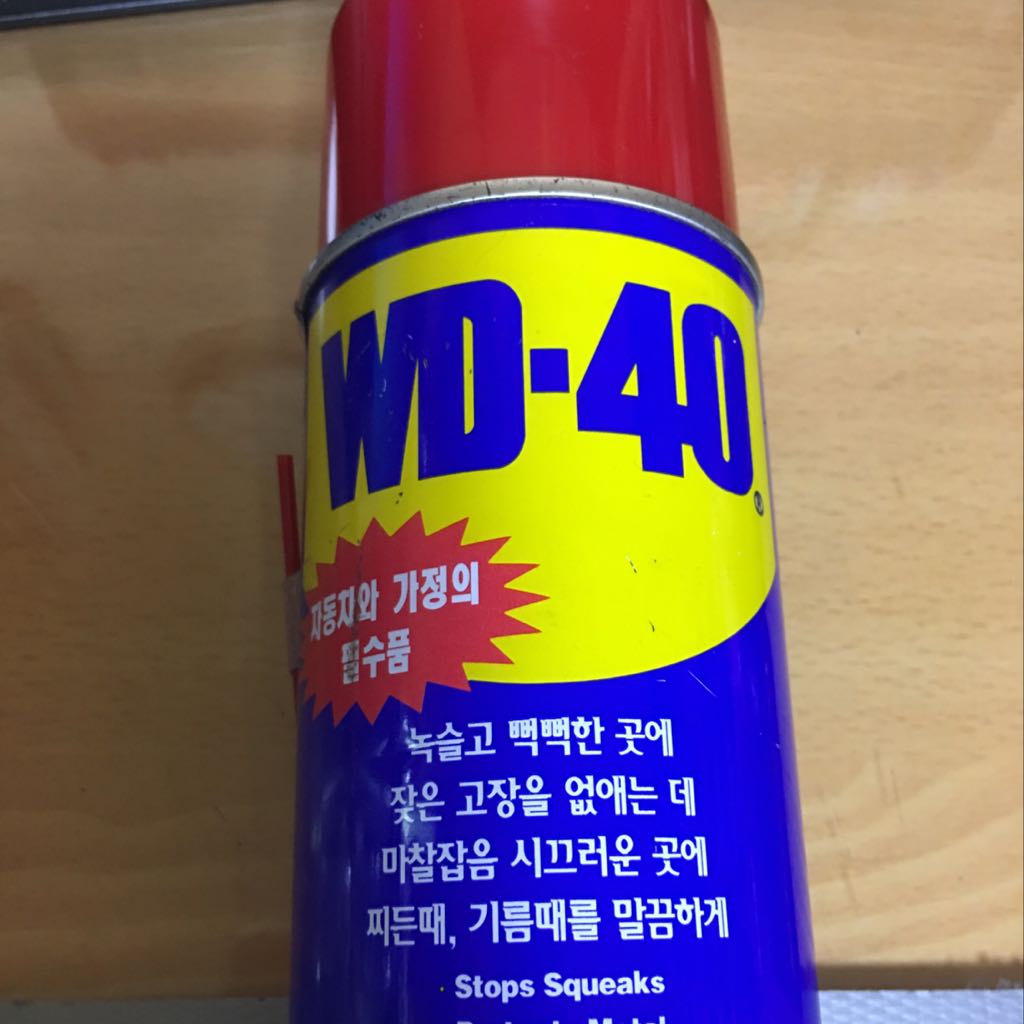 WD-40
자동차와 가정의
필수품
녹슬고 뻑뻑한 곳에
잦은 고장을 없애는 데
마찰잡음 시끄러운 곳에
찌든때, 기름때를 말끔하게
Stops Squeaks